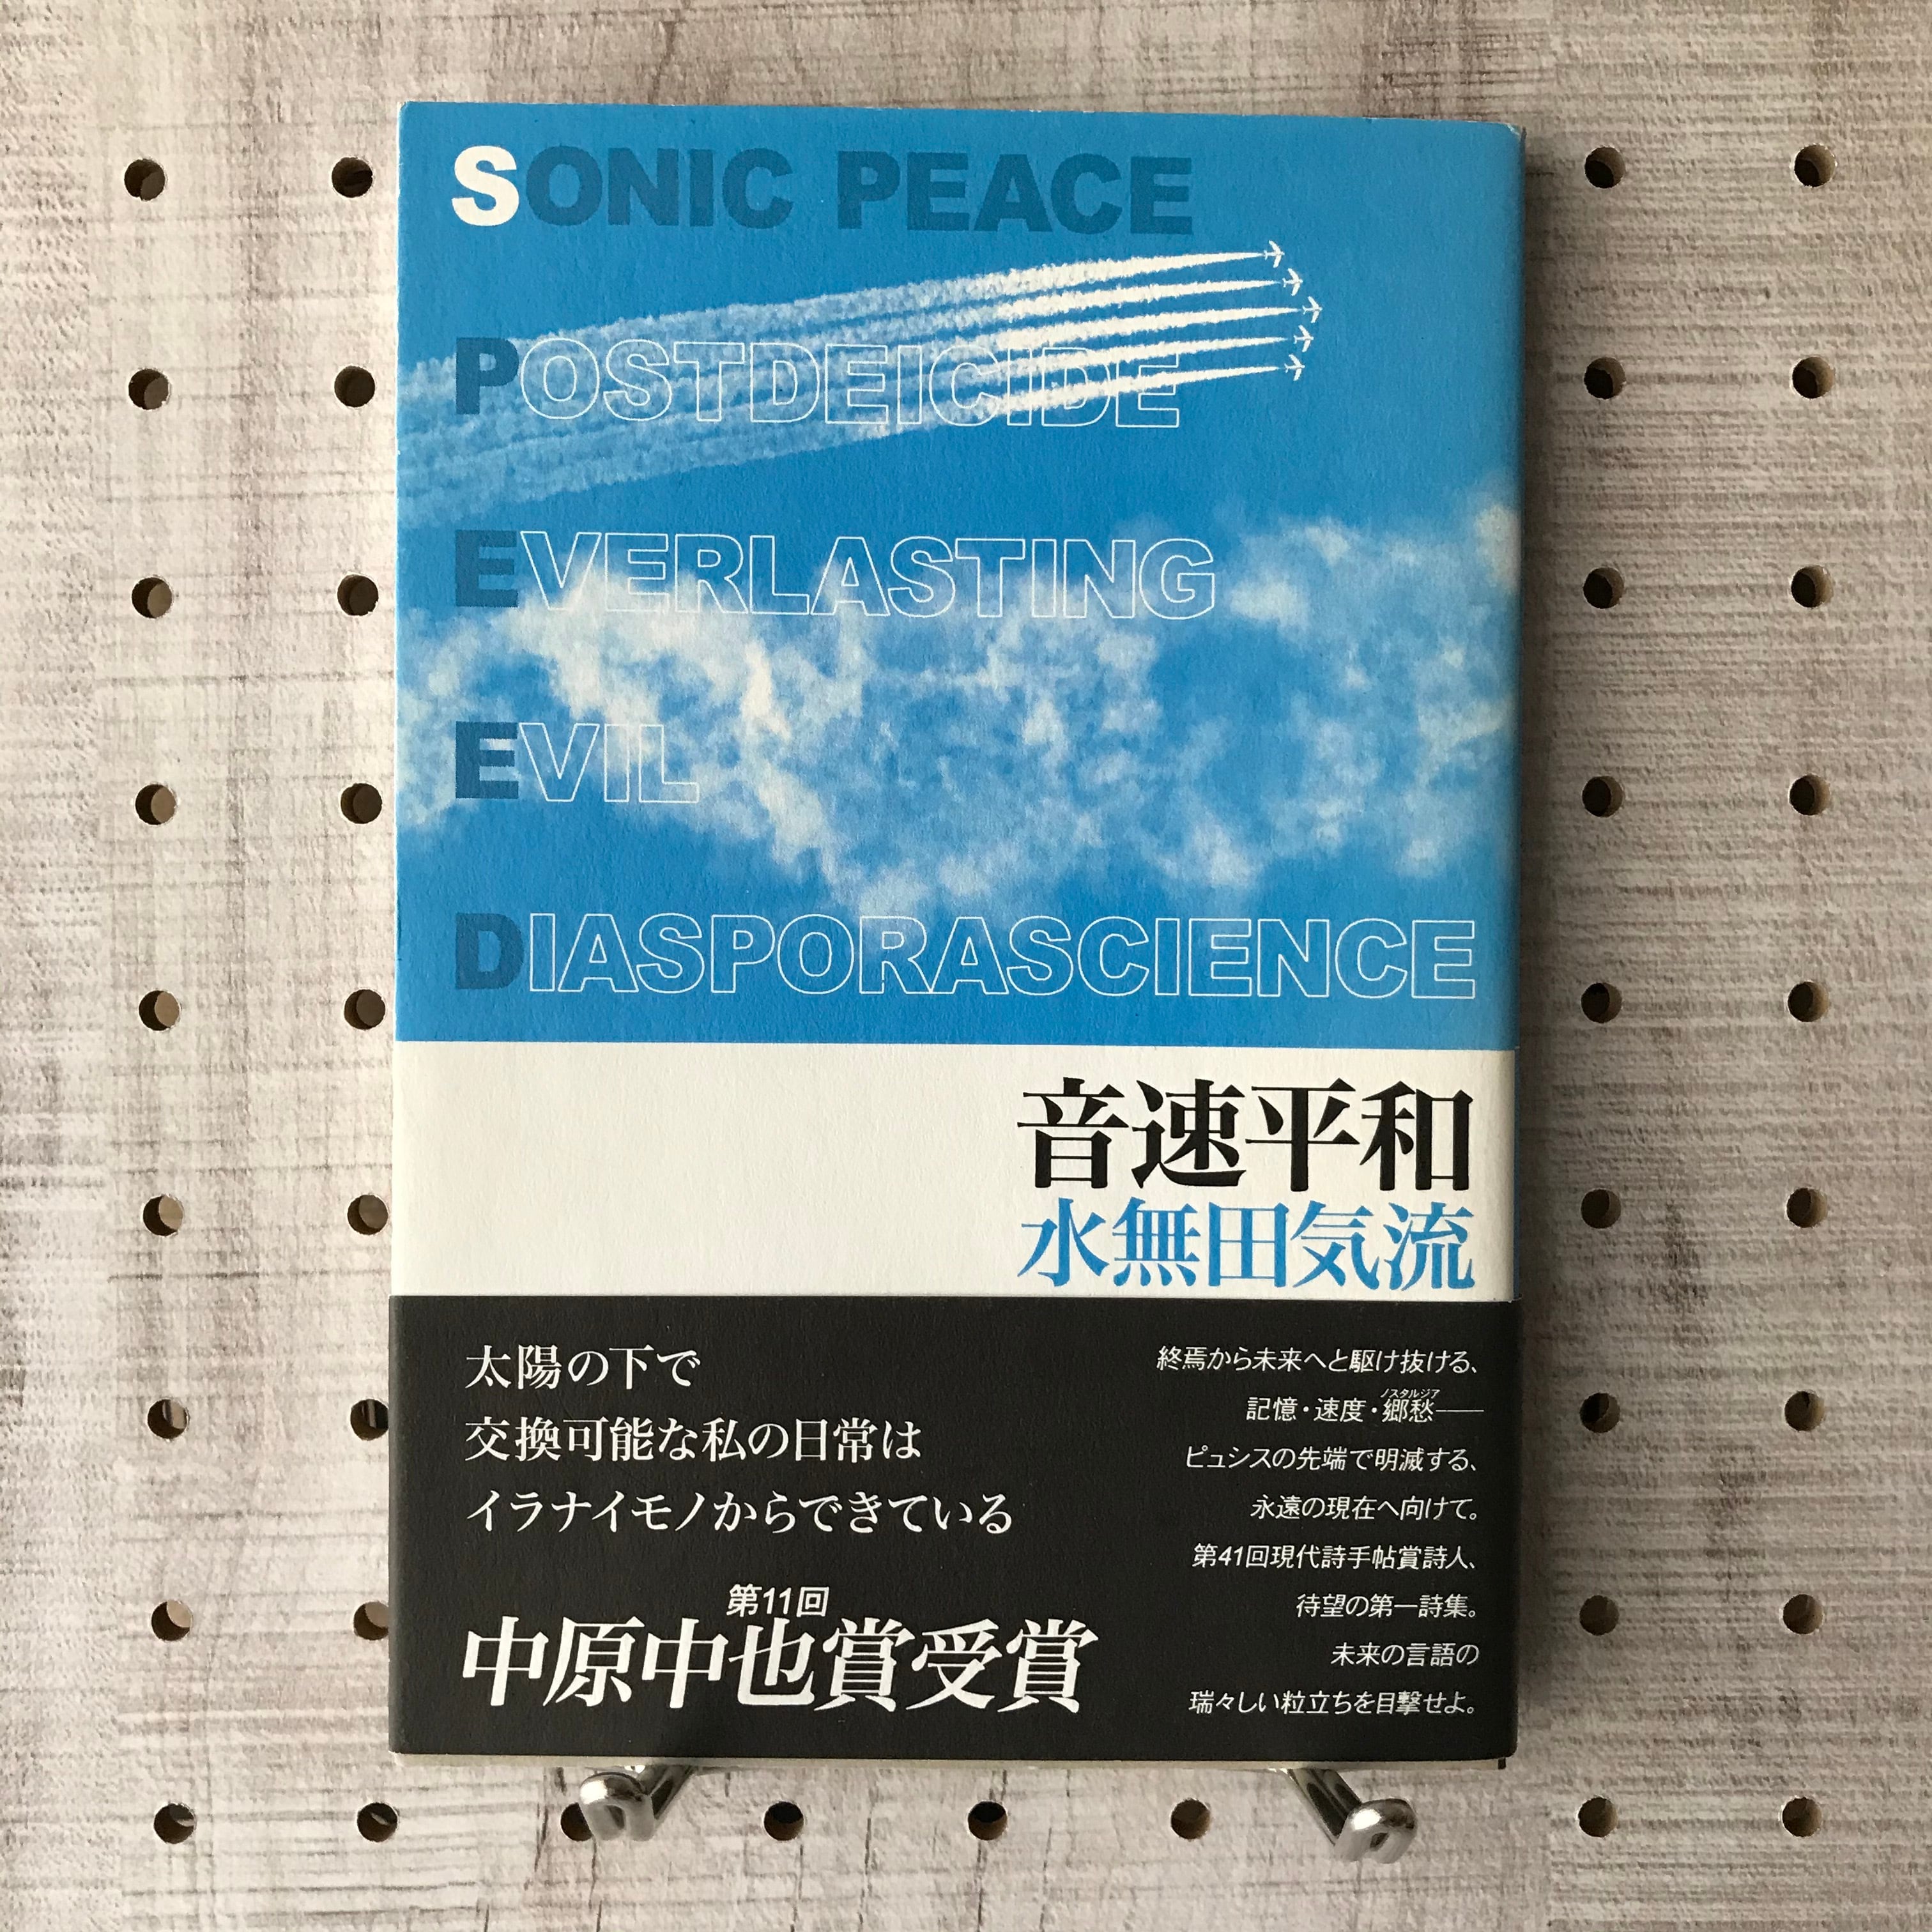 SONIC PEACE
POSTDEICIDE
EVERLASTING
EVIL
DIASPORASCIENCE
音速平和
水無田気流
太陽の下で
交換可能な私の日常は
イラナイモノからできている
第11回
中原中也賞受賞
終焉から未来へと駆け抜ける、
ノスタルジア
記憶・速度・郷愁──
ピュシスの先端で明滅する、
永遠の現在へ向けて。
第41回現代詩手帖賞詩人、
待望の第一詩集。
未来の言語の
瑞々しい粒立ちを目撃せよ。